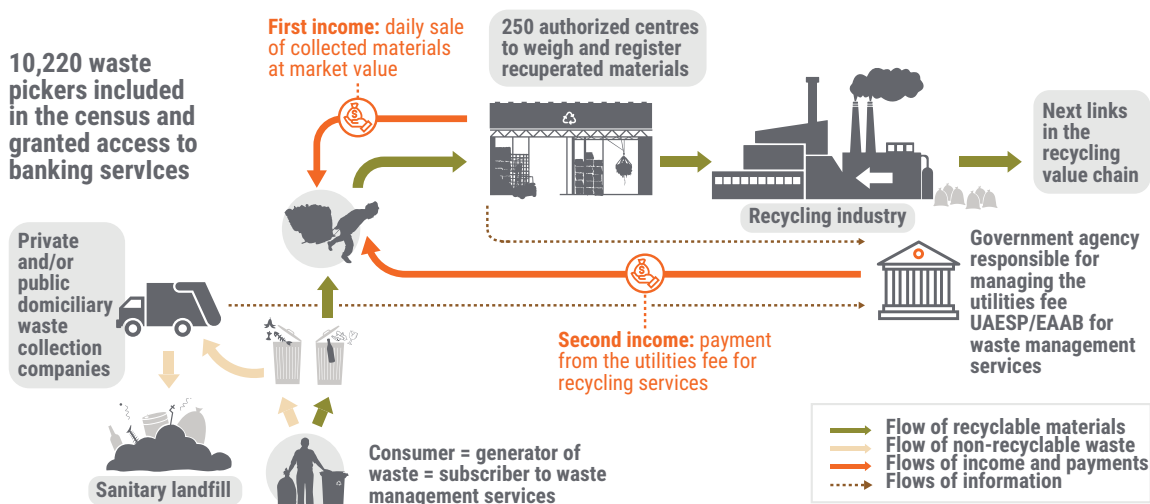 10,220 waste
pickers included
in the census and
granted access to
banking servIces
First income: daily sale
of collected materials
at market value
250 authorized centres
to weigh and register
recuperated materials
Next links
in the
recycling
value chain
Recycling industry
Private
and/or
public
domiciliary
waste
collection
companies
Government agency
responsible for
managing the
utilities fee
UAESP/EAAB for
waste management
services
Second income: payment
from the utilities fee for
recycling services
Sanitary landfill
Consumer = generator of
waste = subscriber to waste
management services
Flow of recyclable materials
Flow of non-recyclable waste
Flows of income and payments
Flows of information